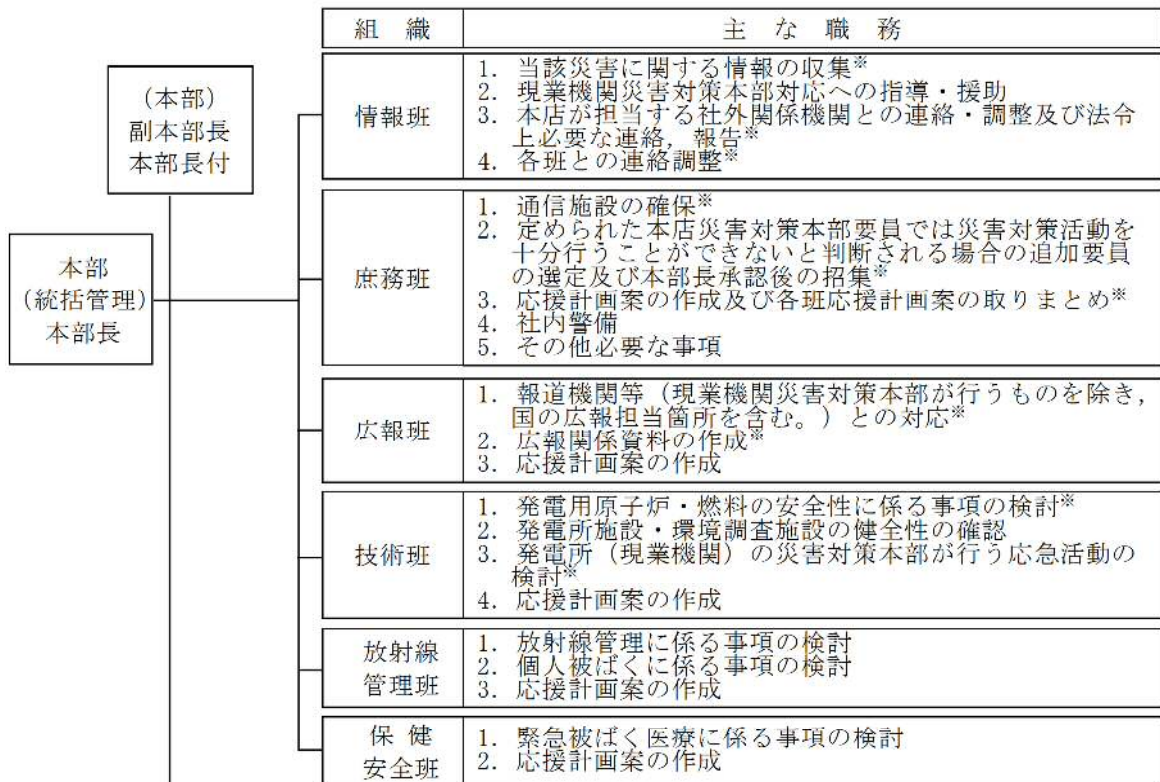 組織 主な職務
(本部)
副本部長
本部長付
本部
(統括管理)
本部長
情報班
1. 当該災害に関する情報の収集※
2. 現業機関災害対策本部対応への指導・援助
3. 本店が担当する社外関係機関との連絡・調整及び法令
上必要な連絡,報告※
4. 各班との連絡調整※
庶務班
1. 通信施設の確保※
2. 定められた本店災害対策本部要員では災害対策活動を
十分行うことができないと判断される場合の追加要員
の選定及び本部長承認後の招集※
3. 応援計画案の作成及び各班応援計画案の取りまとめ※
4. 社内警備
5. その他必要な事項
広報班
1. 報道機関等(現業機関災害対策本部が行うものを除き,
国の広報担当箇所を含む。)との対応※
2. 広報関係資料の作成※
3. 応援計画案の作成
技術班
1. 発電用原子炉・燃料の安全性に係る事項の検討※
2. 発電所施設・環境調査施設の健全性の確認
3. 発電所(現業機関)の災害対策本部が行う応急活動の
検討※
4. 応援計画案の作成
放射線
管理班
1. 放射線管理に係る事項の検討
2. 個人被ばくに係る事項の検討
3. 応援計画案の作成
保健
安全班
1. 緊急被ばく医療に係る事項の検討
2. 応援計画案の作成